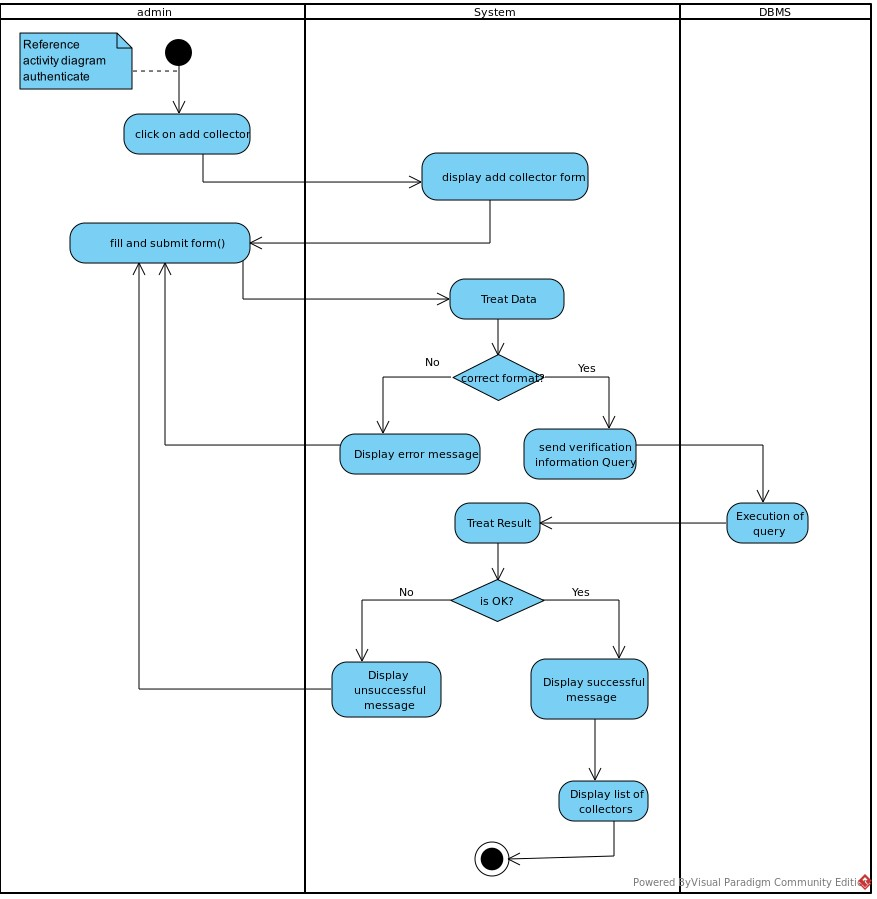 admin
System
DBMS
Reference
activity diagram
authenticate
click on add collector
display add collector form
fill and submit form()
Treat Data
No
correct format?
Yes
Display error message
send verification
information Query
Treat Result
Execution of
query
No
is OK?
Yes
Display
unsuccessful
message
Display successful
message
Display list of
collectors
Powered ByVisual Paradigm Community Edition